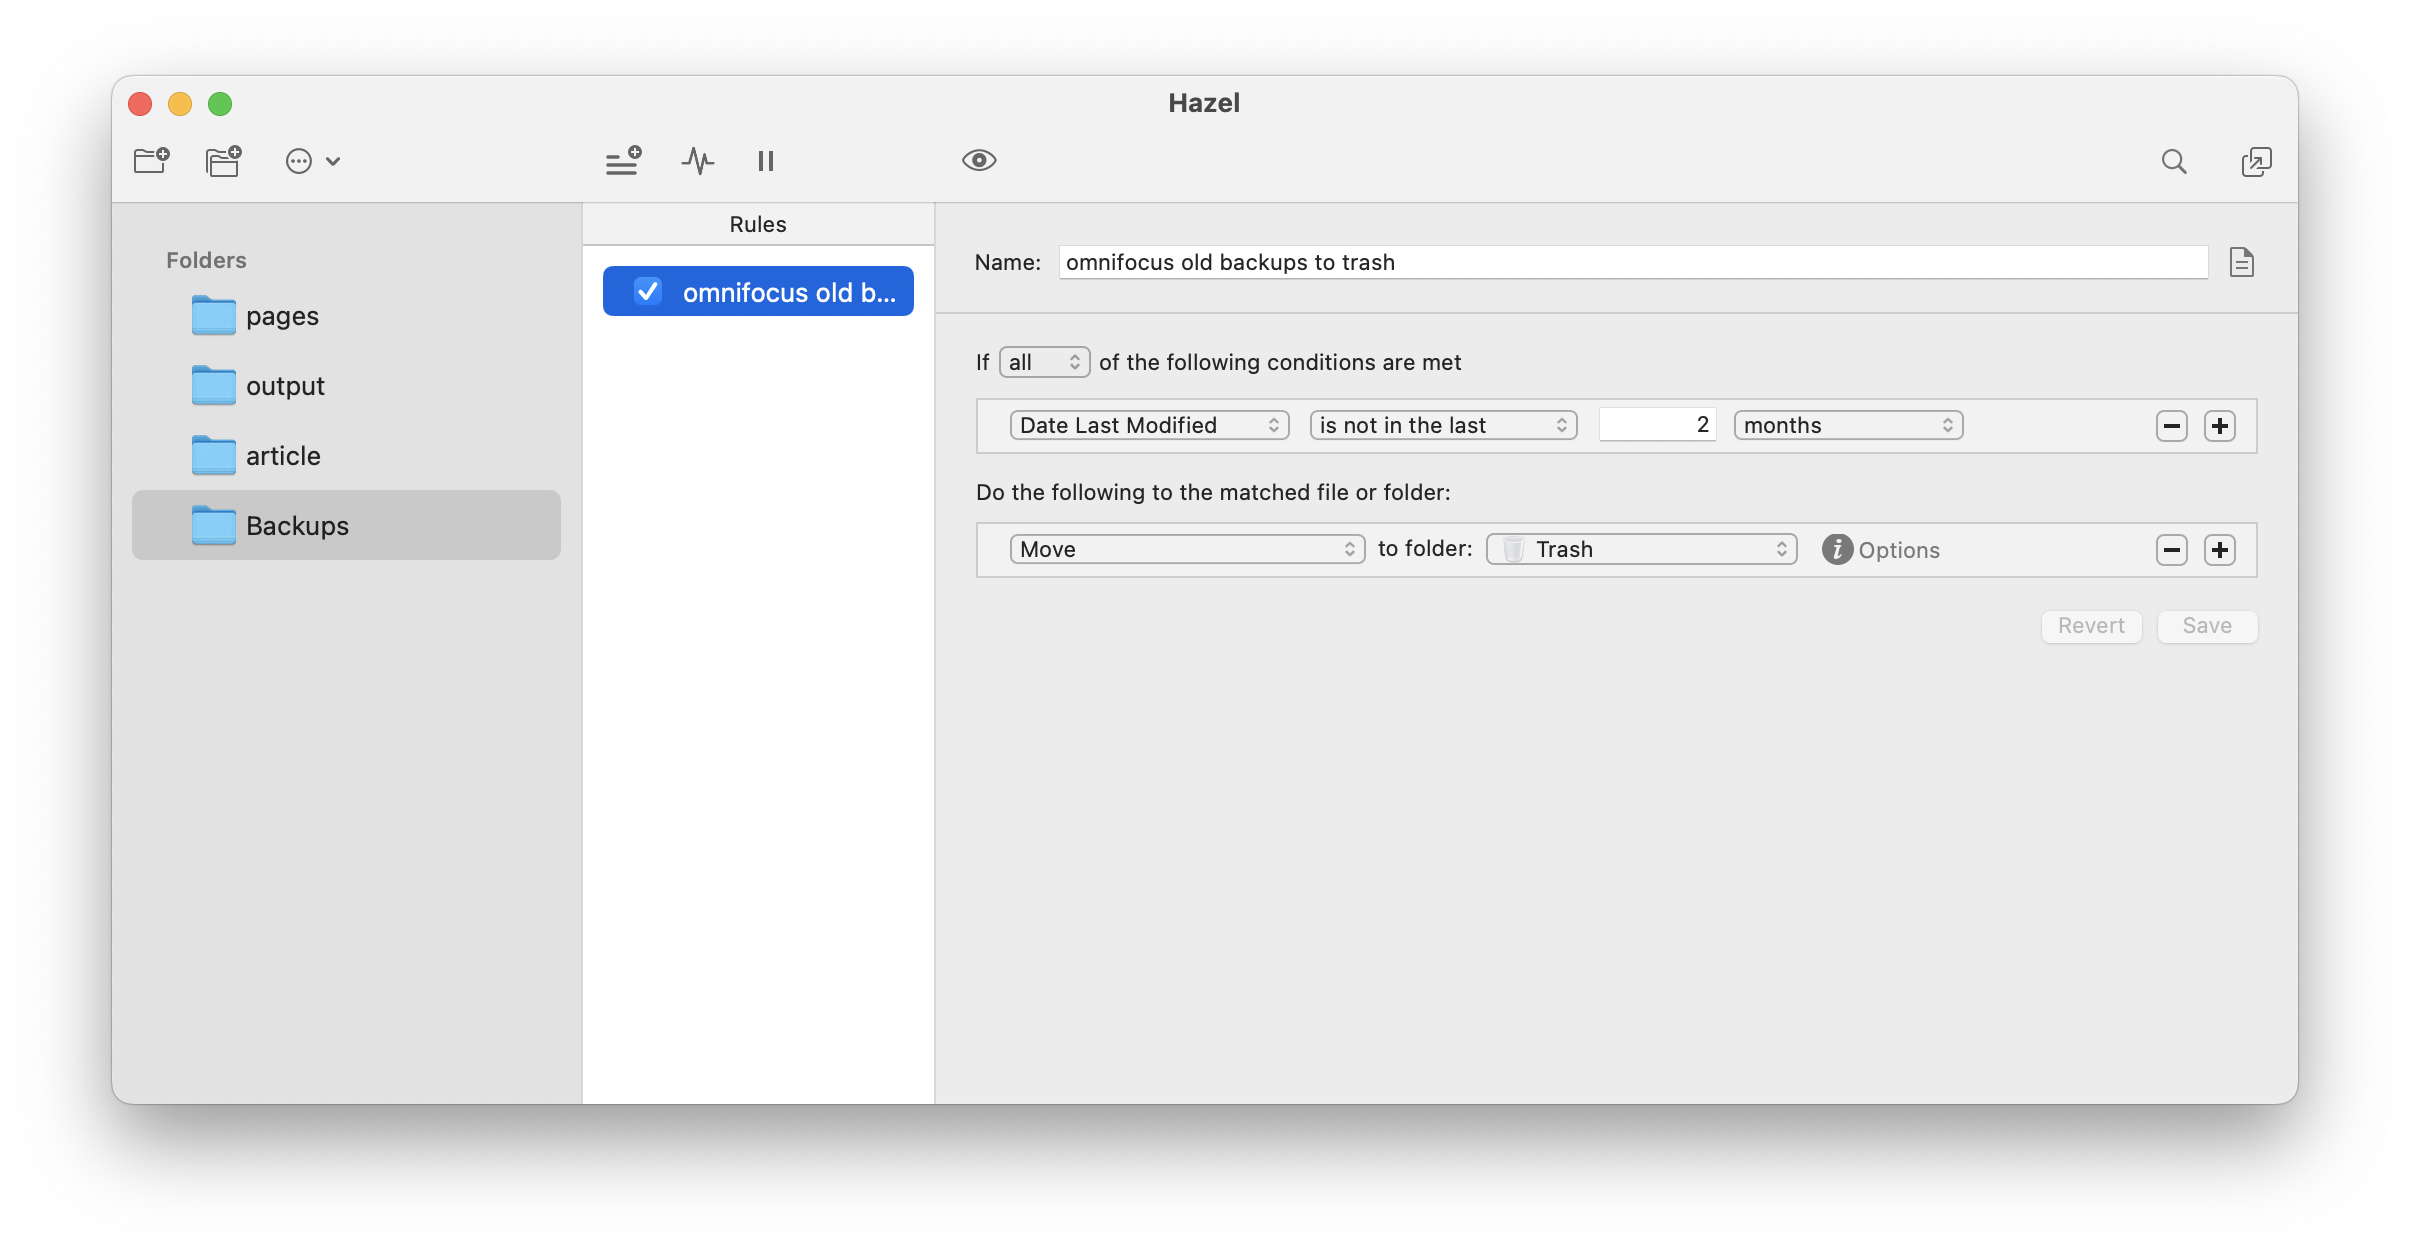 Hazel
Folders
pages
output
article
Backups
Rules
omnifocus old b...
Name: omnifocus old backups to trash
If all of the following conditions are met
Date Last Modified is not in the last 2 months
Do the following to the matched file or folder:
Move to folder: Trash Options
Revert Save